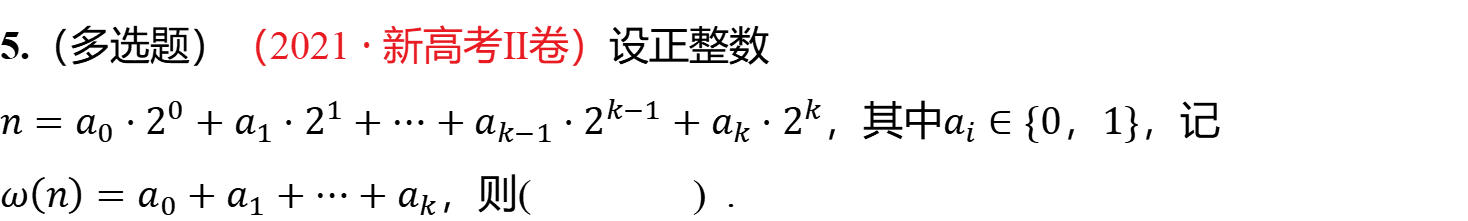 5.（多选题）（2021·新高考II卷）设正整数
n = a₀ · 2⁰ + a₁ · 2¹ + ⋯ + aₖ₋₁ · 2ᵏ⁻¹ + aₖ · 2ᵏ，其中aᵢ ∈ {0，1}，记
ω(n) = a₀ + a₁ + ⋯ + aₖ，则( ) .